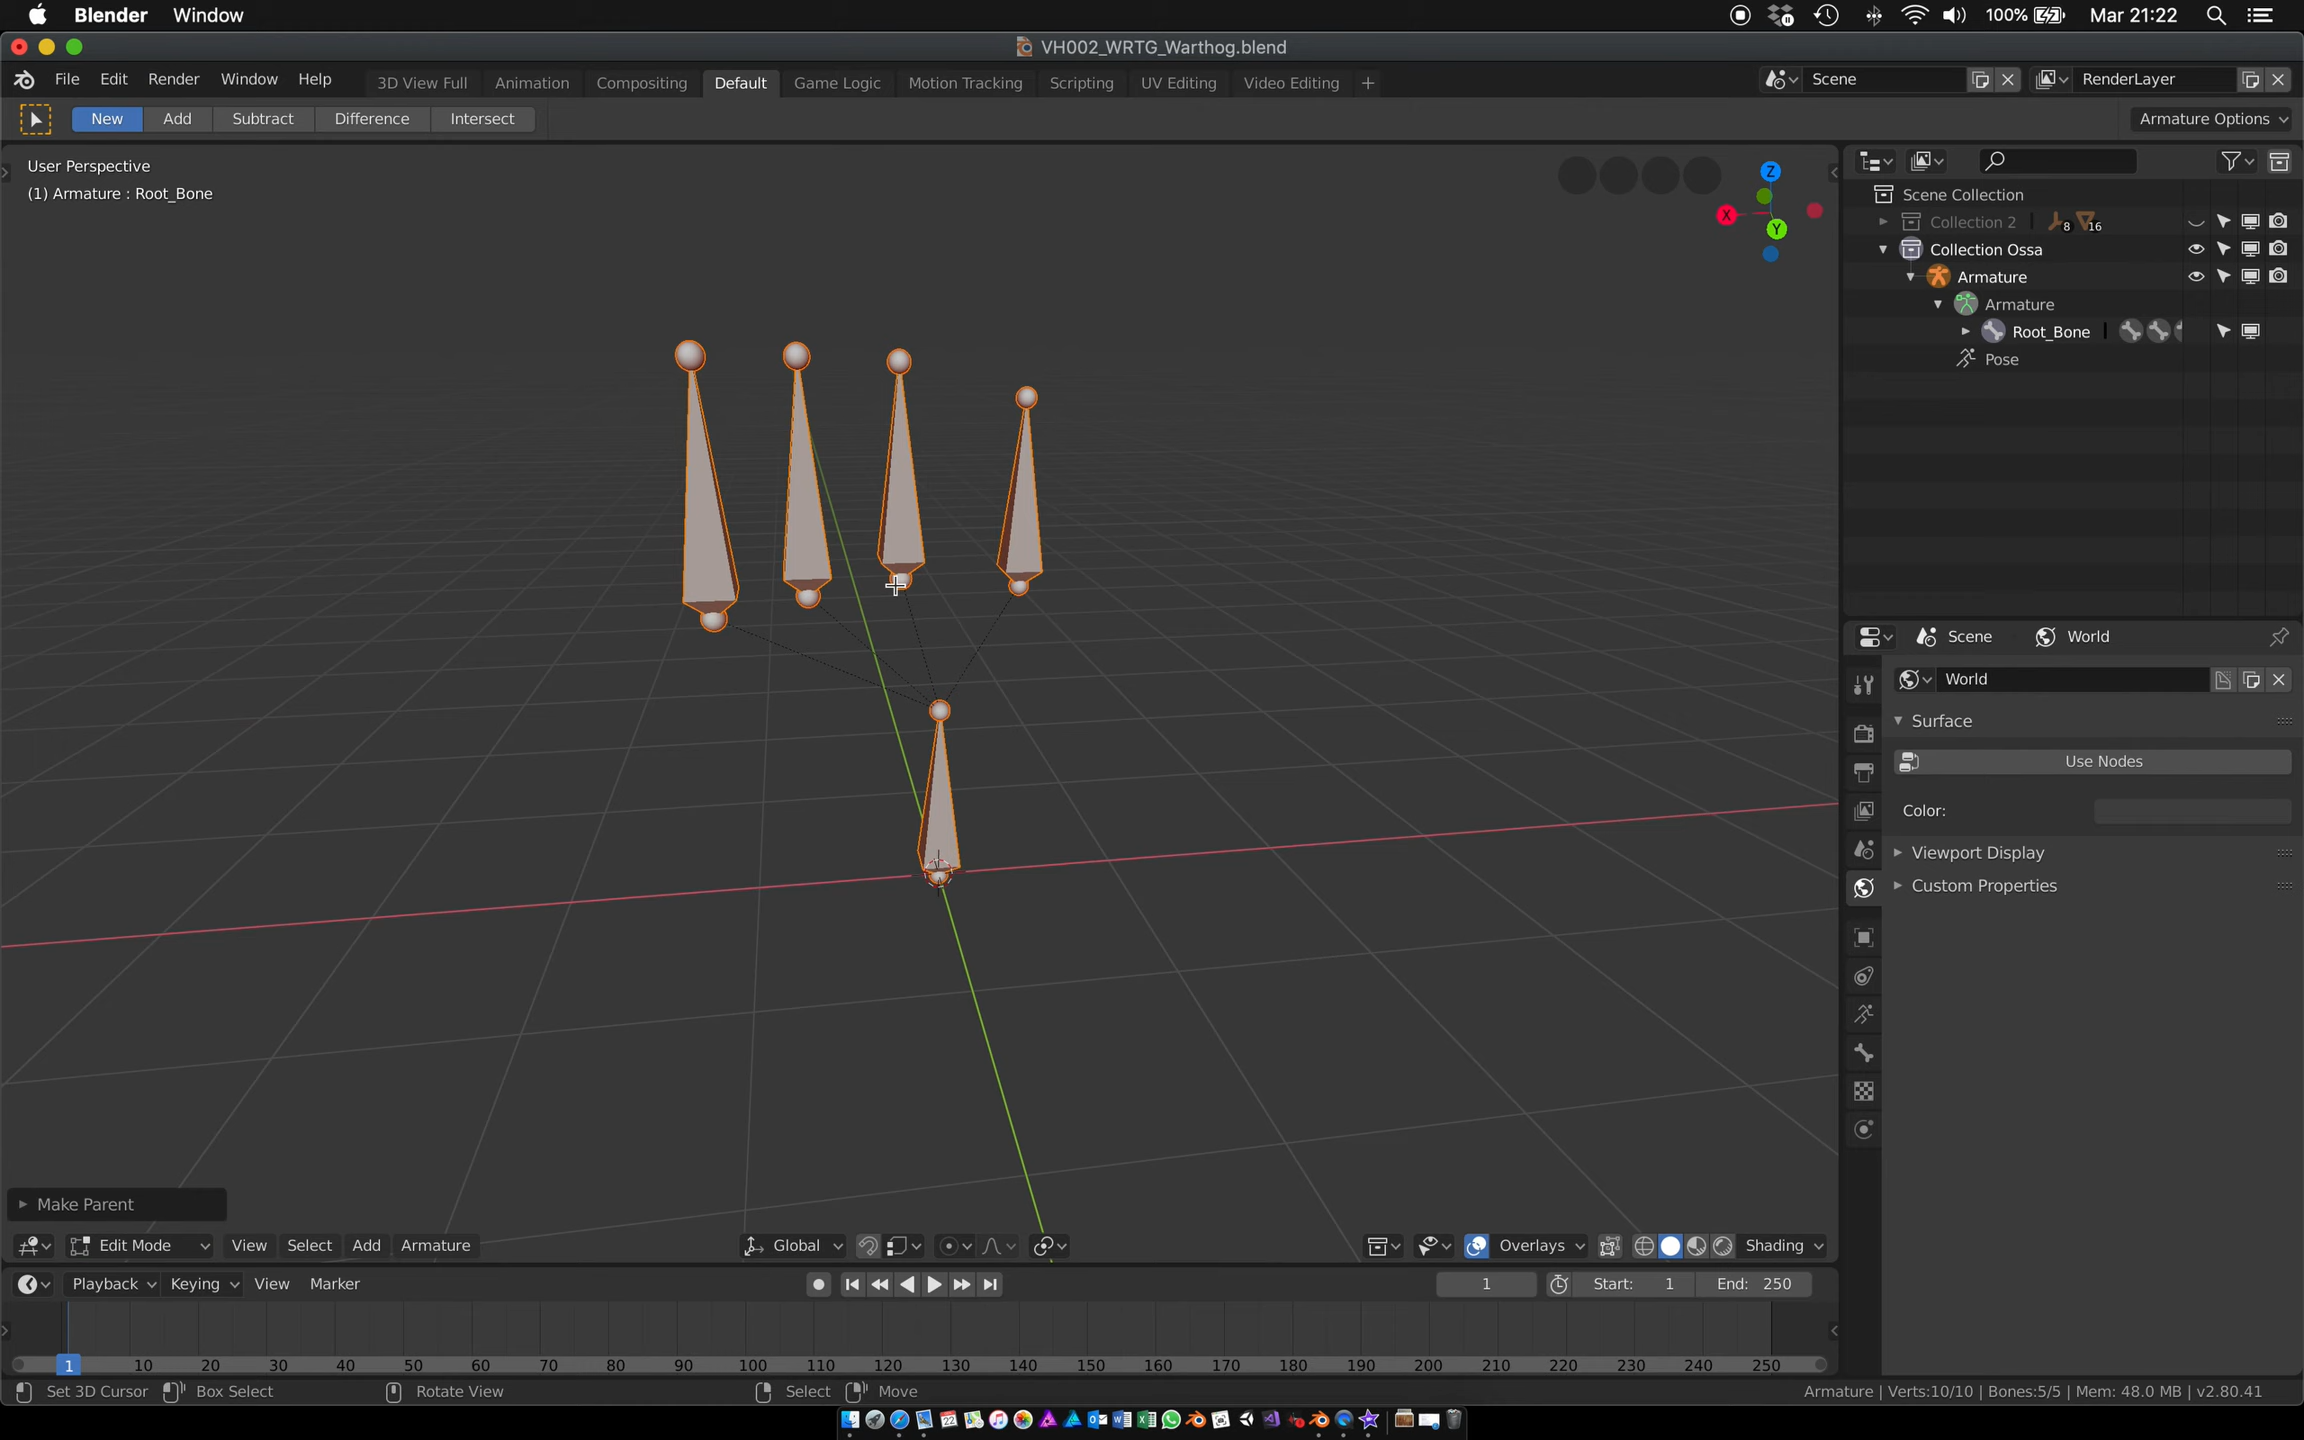 Blender Window 100% Mar 21:22
VH002_WRTG_Warthog.blend
File Edit Render Window Help 3D View Full Animation Compositing Default Game Logic Motion Tracking Scripting UV Editing Video Editing + Scene RenderLayer
New Add Subtract Difference Intersect Armature Options
User Perspective
(1) Armature : Root_Bone
Z
X
Y
Scene Collection
Collection 2 8 16
Collection Ossa
Armature
Armature
Root_Bone
Pose
Scene World
World
Surface
Use Nodes
Color:
Viewport Display
Custom Properties
Make Parent
Edit Mode View Select Add Armature Global Overlays Shading
Playback Keying View Marker 1 Start: 1 End: 250
1 10 20 30 40 50 60 70 80 90 100 110 120 130 140 150 160 170 180 190 200 210 220 230 240 250
Set 3D Cursor Box Select Rotate View Select Move Armature | Verts:10/10 | Bones:5/5 | Mem: 48.0 MB | v2.80.41
22